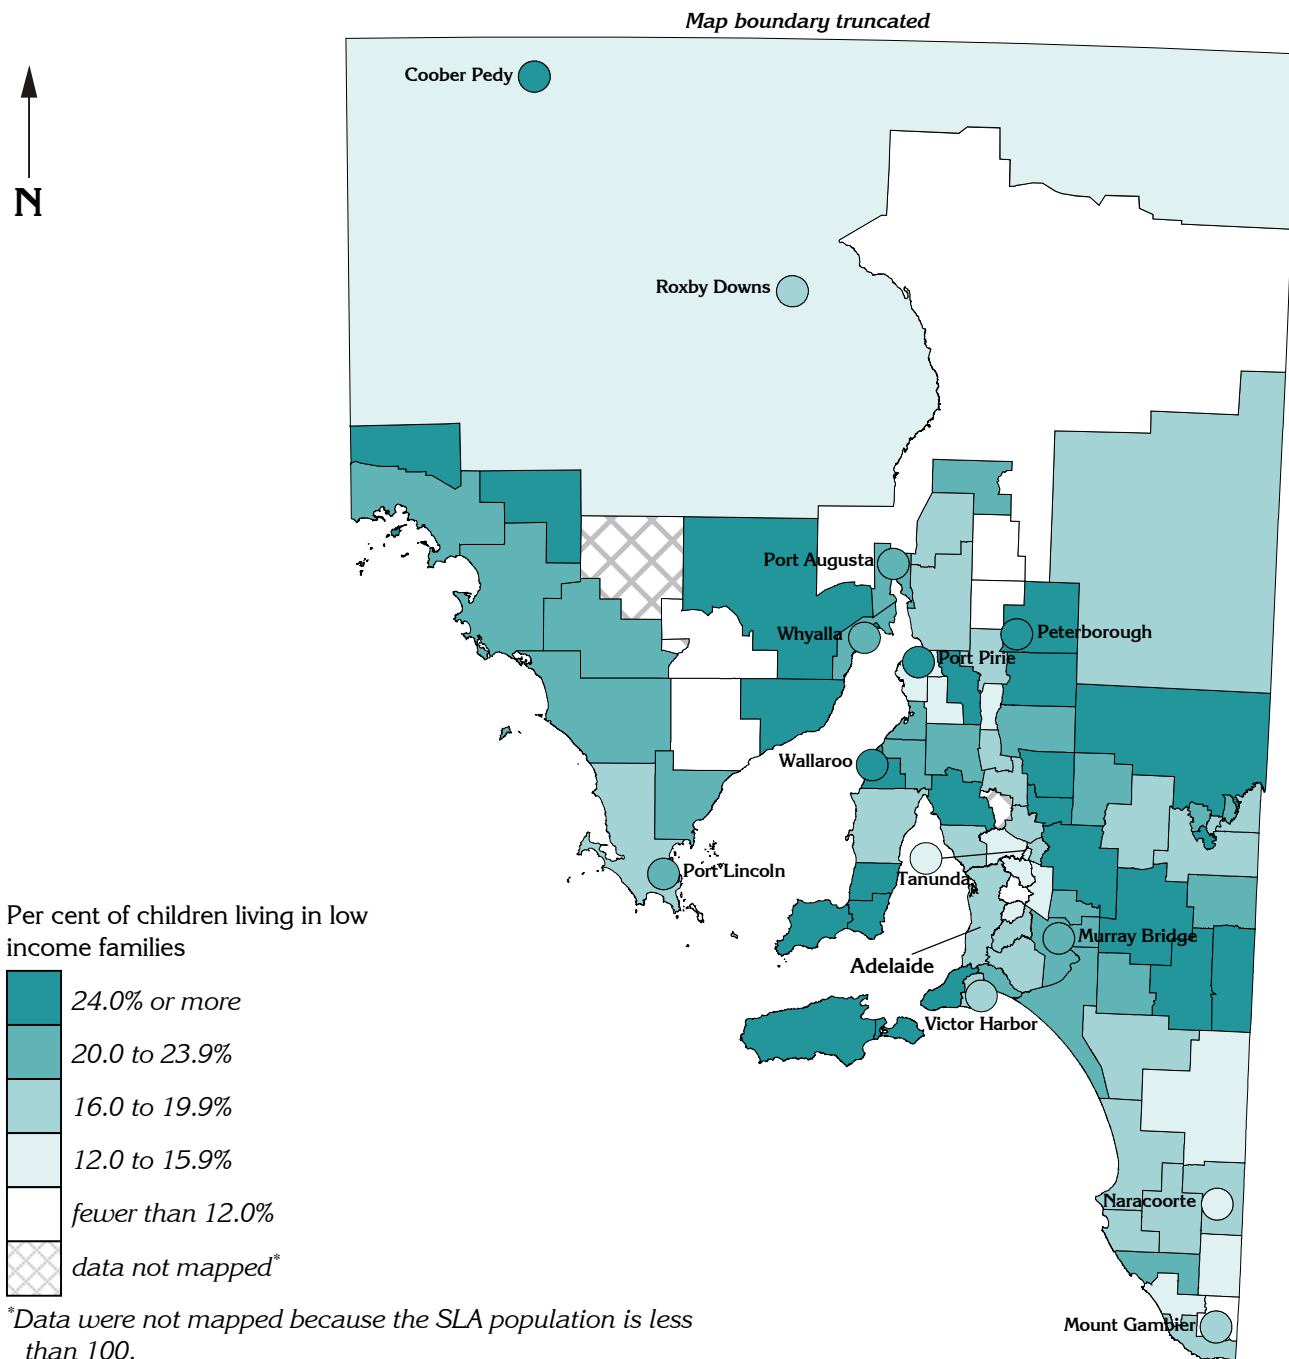 Map boundary truncated
Coober Pedy
N
Roxby Downs
Port Augusta
Whyalla
Peterborough
Port Pirie
Wallaroo
Port Lincoln
Tanunda
Per cent of children living in low
income families
Murray Bridge
Adelaide
24.0% or more
Victor Harbor
20.0 to 23.9%
16.0 to 19.9%
12.0 to 15.9%
Naracoorte
fewer than 12.0%
data not mapped*
*Data were not mapped because the SLA population is less
than 100.
Mount Gambier